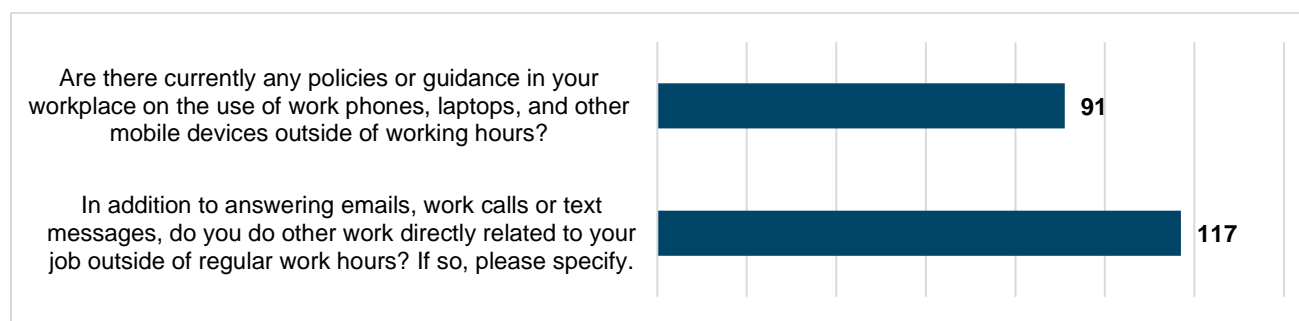 Are there currently any policies or guidance in your
workplace on the use of work phones, laptops, and other
mobile devices outside of working hours?
91
In addition to answering emails, work calls or text
messages, do you do other work directly related to your
job outside of regular work hours? If so, please specify.
117